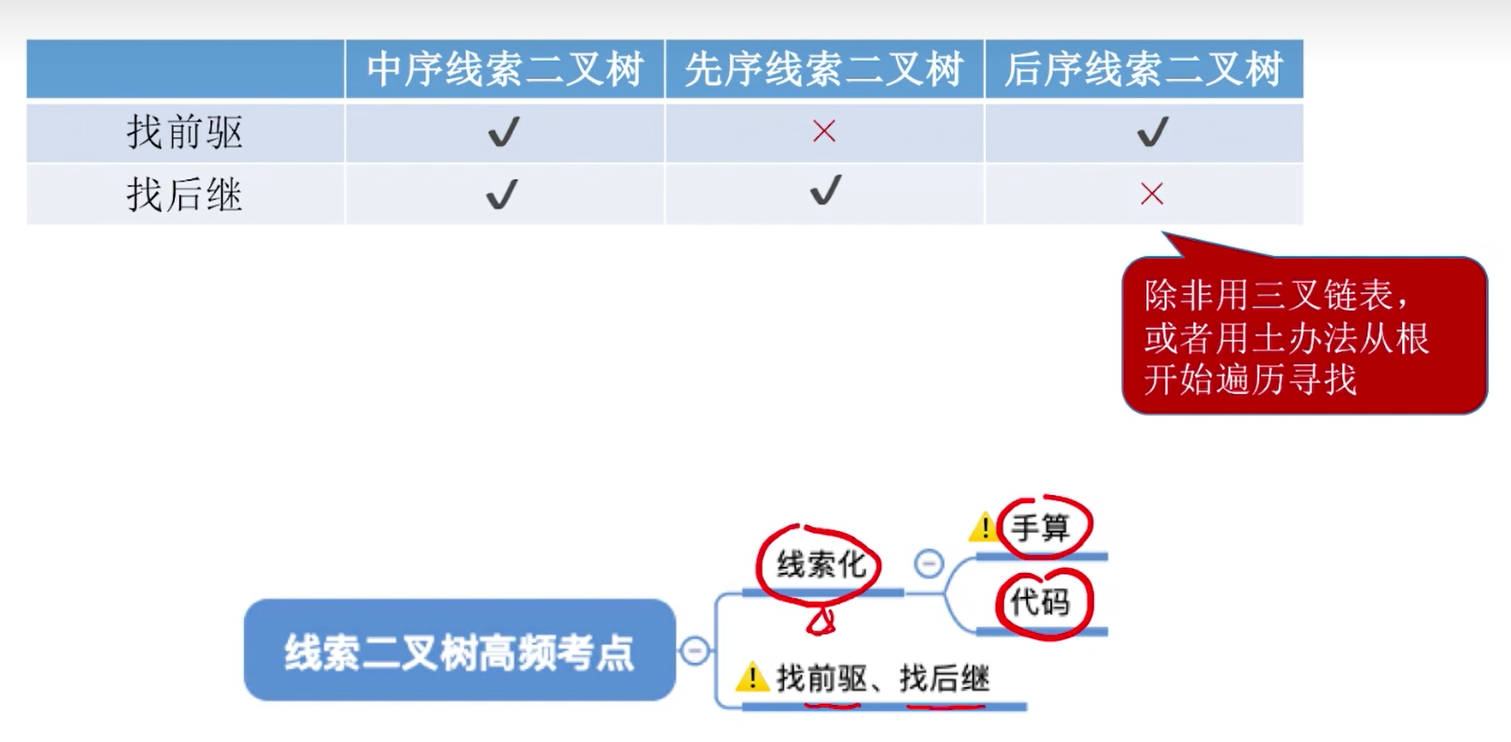 中序线索二叉树 先序线索二叉树 后序线索二叉树
找前驱 ✓ × ✓
找后继 ✓ ✓ ×
除非用三叉链表，
或者用土办法从根
开始遍历寻找
手算
线索化
代码
线索二叉树高频考点
找前驱、找后继